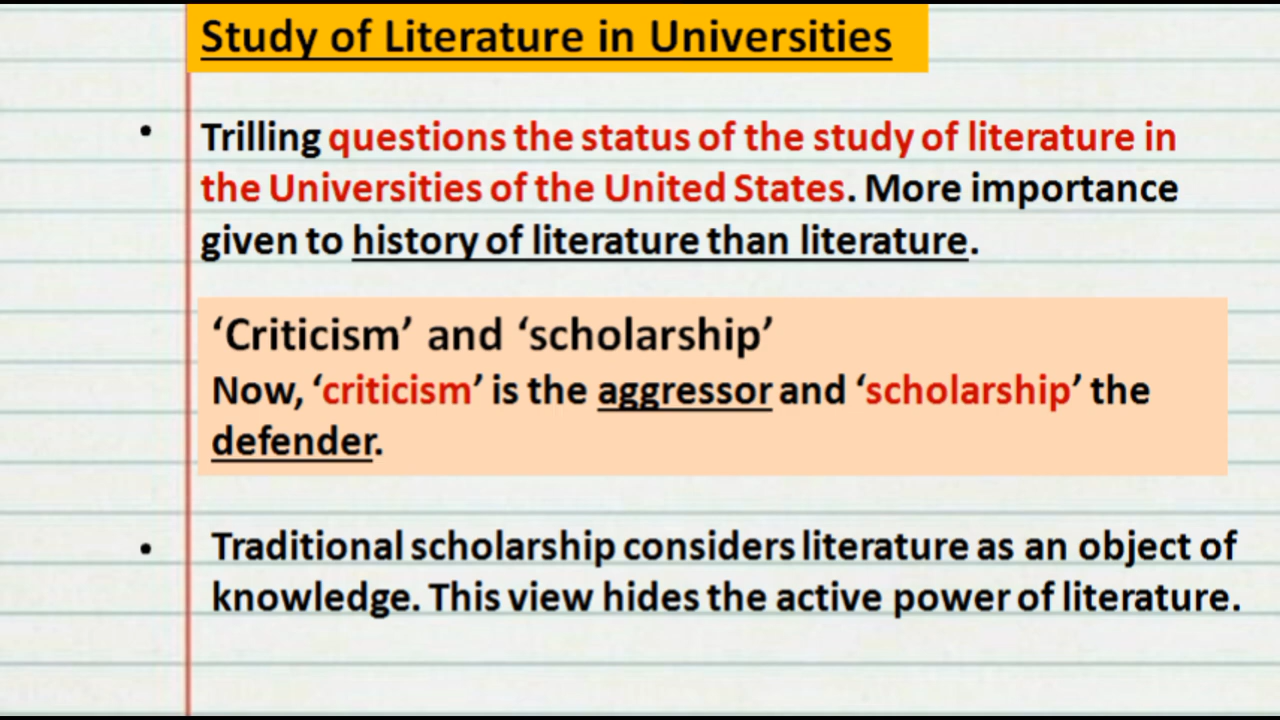 Study of Literature in Universities
• Trilling questions the status of the study of literature in
the Universities of the United States. More importance
given to history of literature than literature.
‘Criticism’ and ‘scholarship’
Now, ‘criticism’ is the aggressor and ‘scholarship’ the
defender.
• Traditional scholarship considers literature as an object of
knowledge. This view hides the active power of literature.